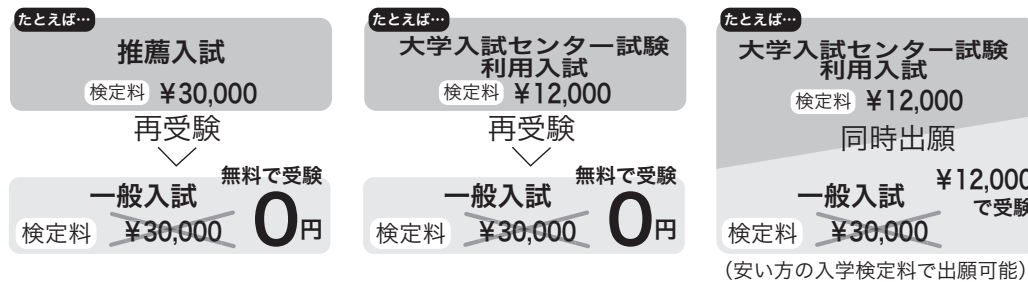 たとえば…
推薦入試
検定料 ¥30,000
再受験
一般入試
無料で受験
検定料 ¥30,000 0円
たとえば…
大学入試センター試験
利用入試
検定料 ¥12,000
再受験
一般入試
無料で受験
検定料 ¥30,000 0円
たとえば…
大学入試センター試験
利用入試
検定料 ¥12,000
同時出願
一般入試
¥12,000
で受験
検定料 ¥30,000
（安い方の入学検定料で出願可能）